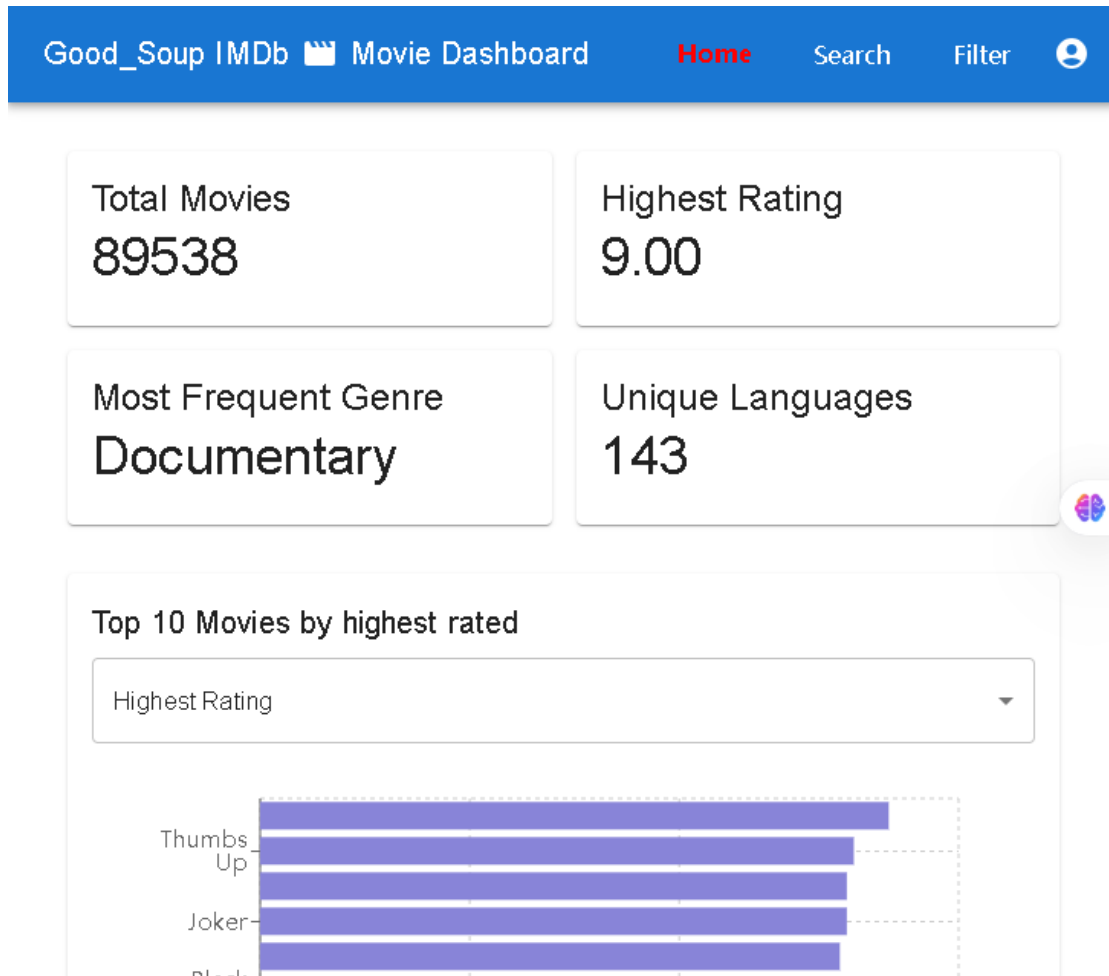 Good_Soup IMDb Movie Dashboard Home Search Filter
Total Movies
89538
Highest Rating
9.00
Most Frequent Genre
Documentary
Unique Languages
143
Top 10 Movies by highest rated
Highest Rating
Thumbs
Up
Joker